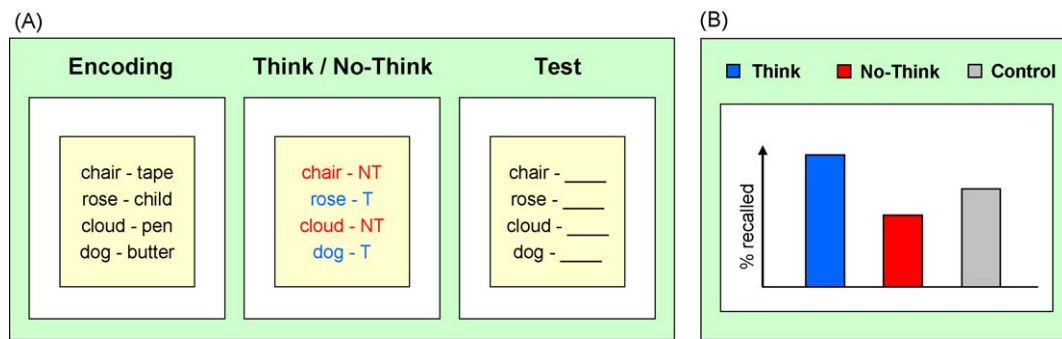 (A)
Encoding
chair - tape
rose - child
cloud - pen
dog - butter
Think / No-Think
chair - NT
rose - T
cloud - NT
dog - T
Test
chair - ____
rose - ____
cloud - ____
dog - ____
(B)
Think No-Think Control
% recalled